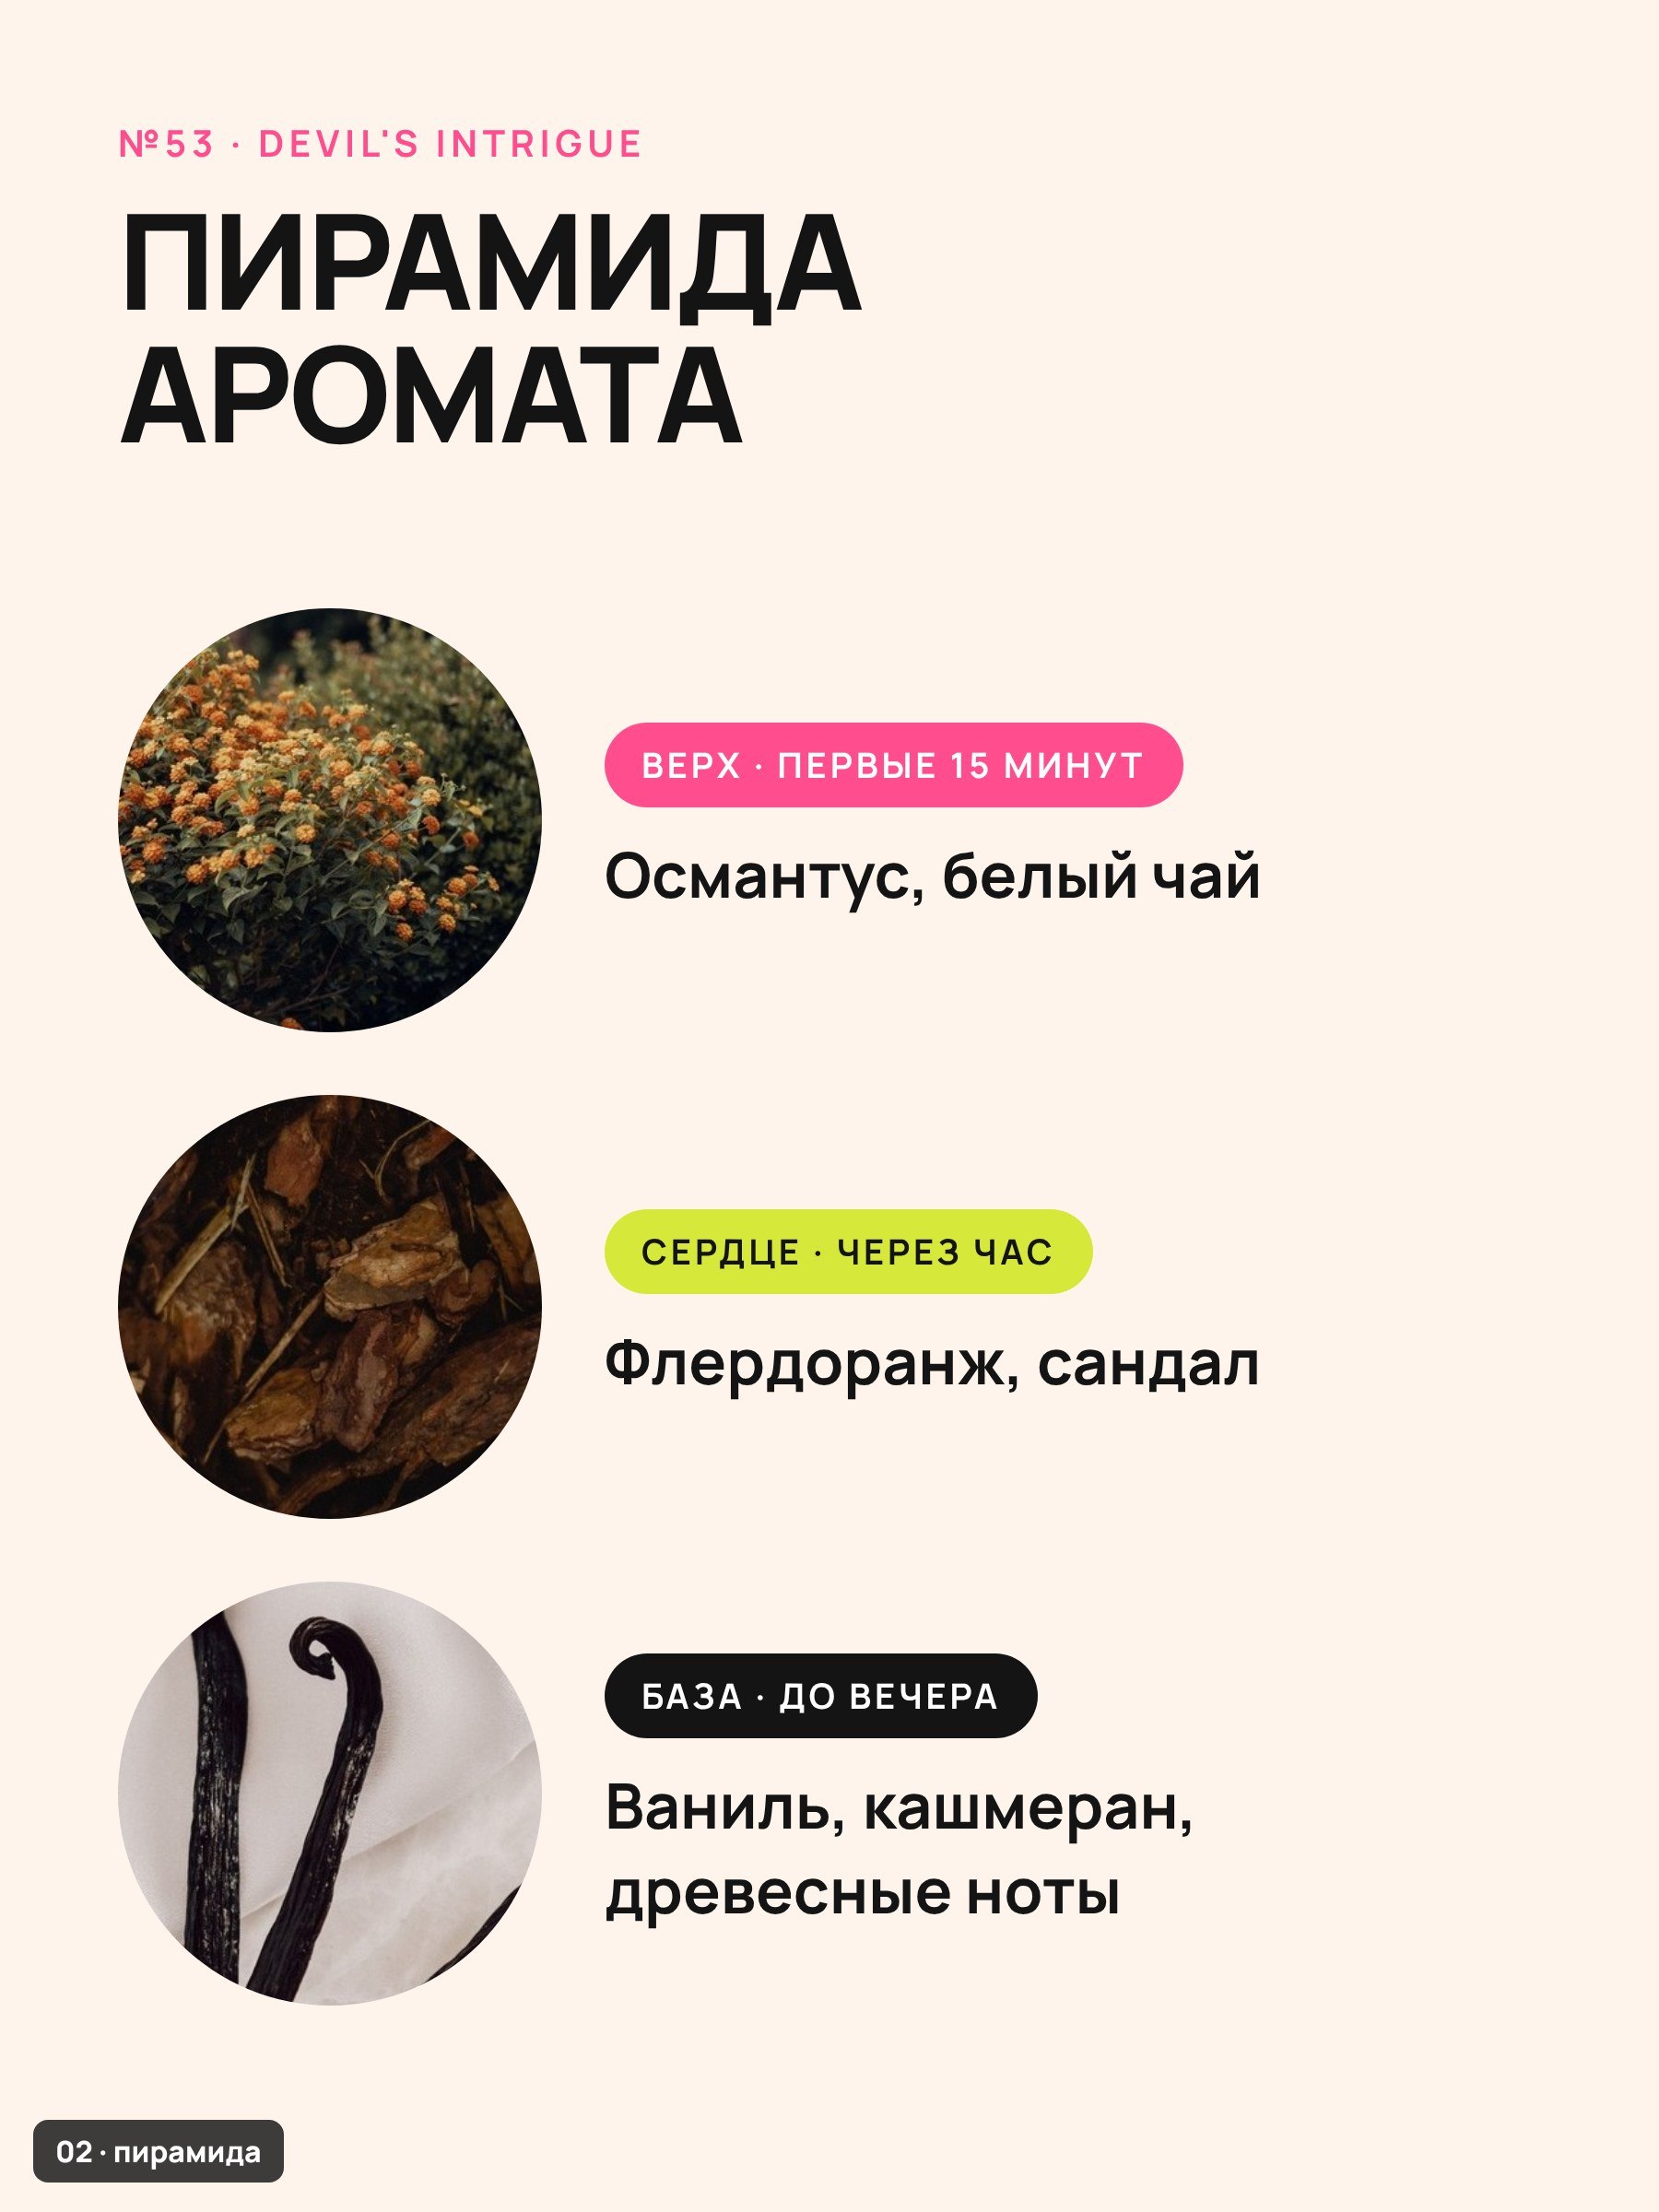 №53 · DEVIL'S INTRIGUE
ПИРАМИДА
АРОМАТА
ВЕРХ · ПЕРВЫЕ 15 МИНУТ
Османтус, белый чай
СЕРДЦЕ · ЧЕРЕЗ ЧАС
Флердоранж, сандал
БАЗА · ДО ВЕЧЕРА
Ваниль, кашмеран,
древесные ноты
02 · пирамида